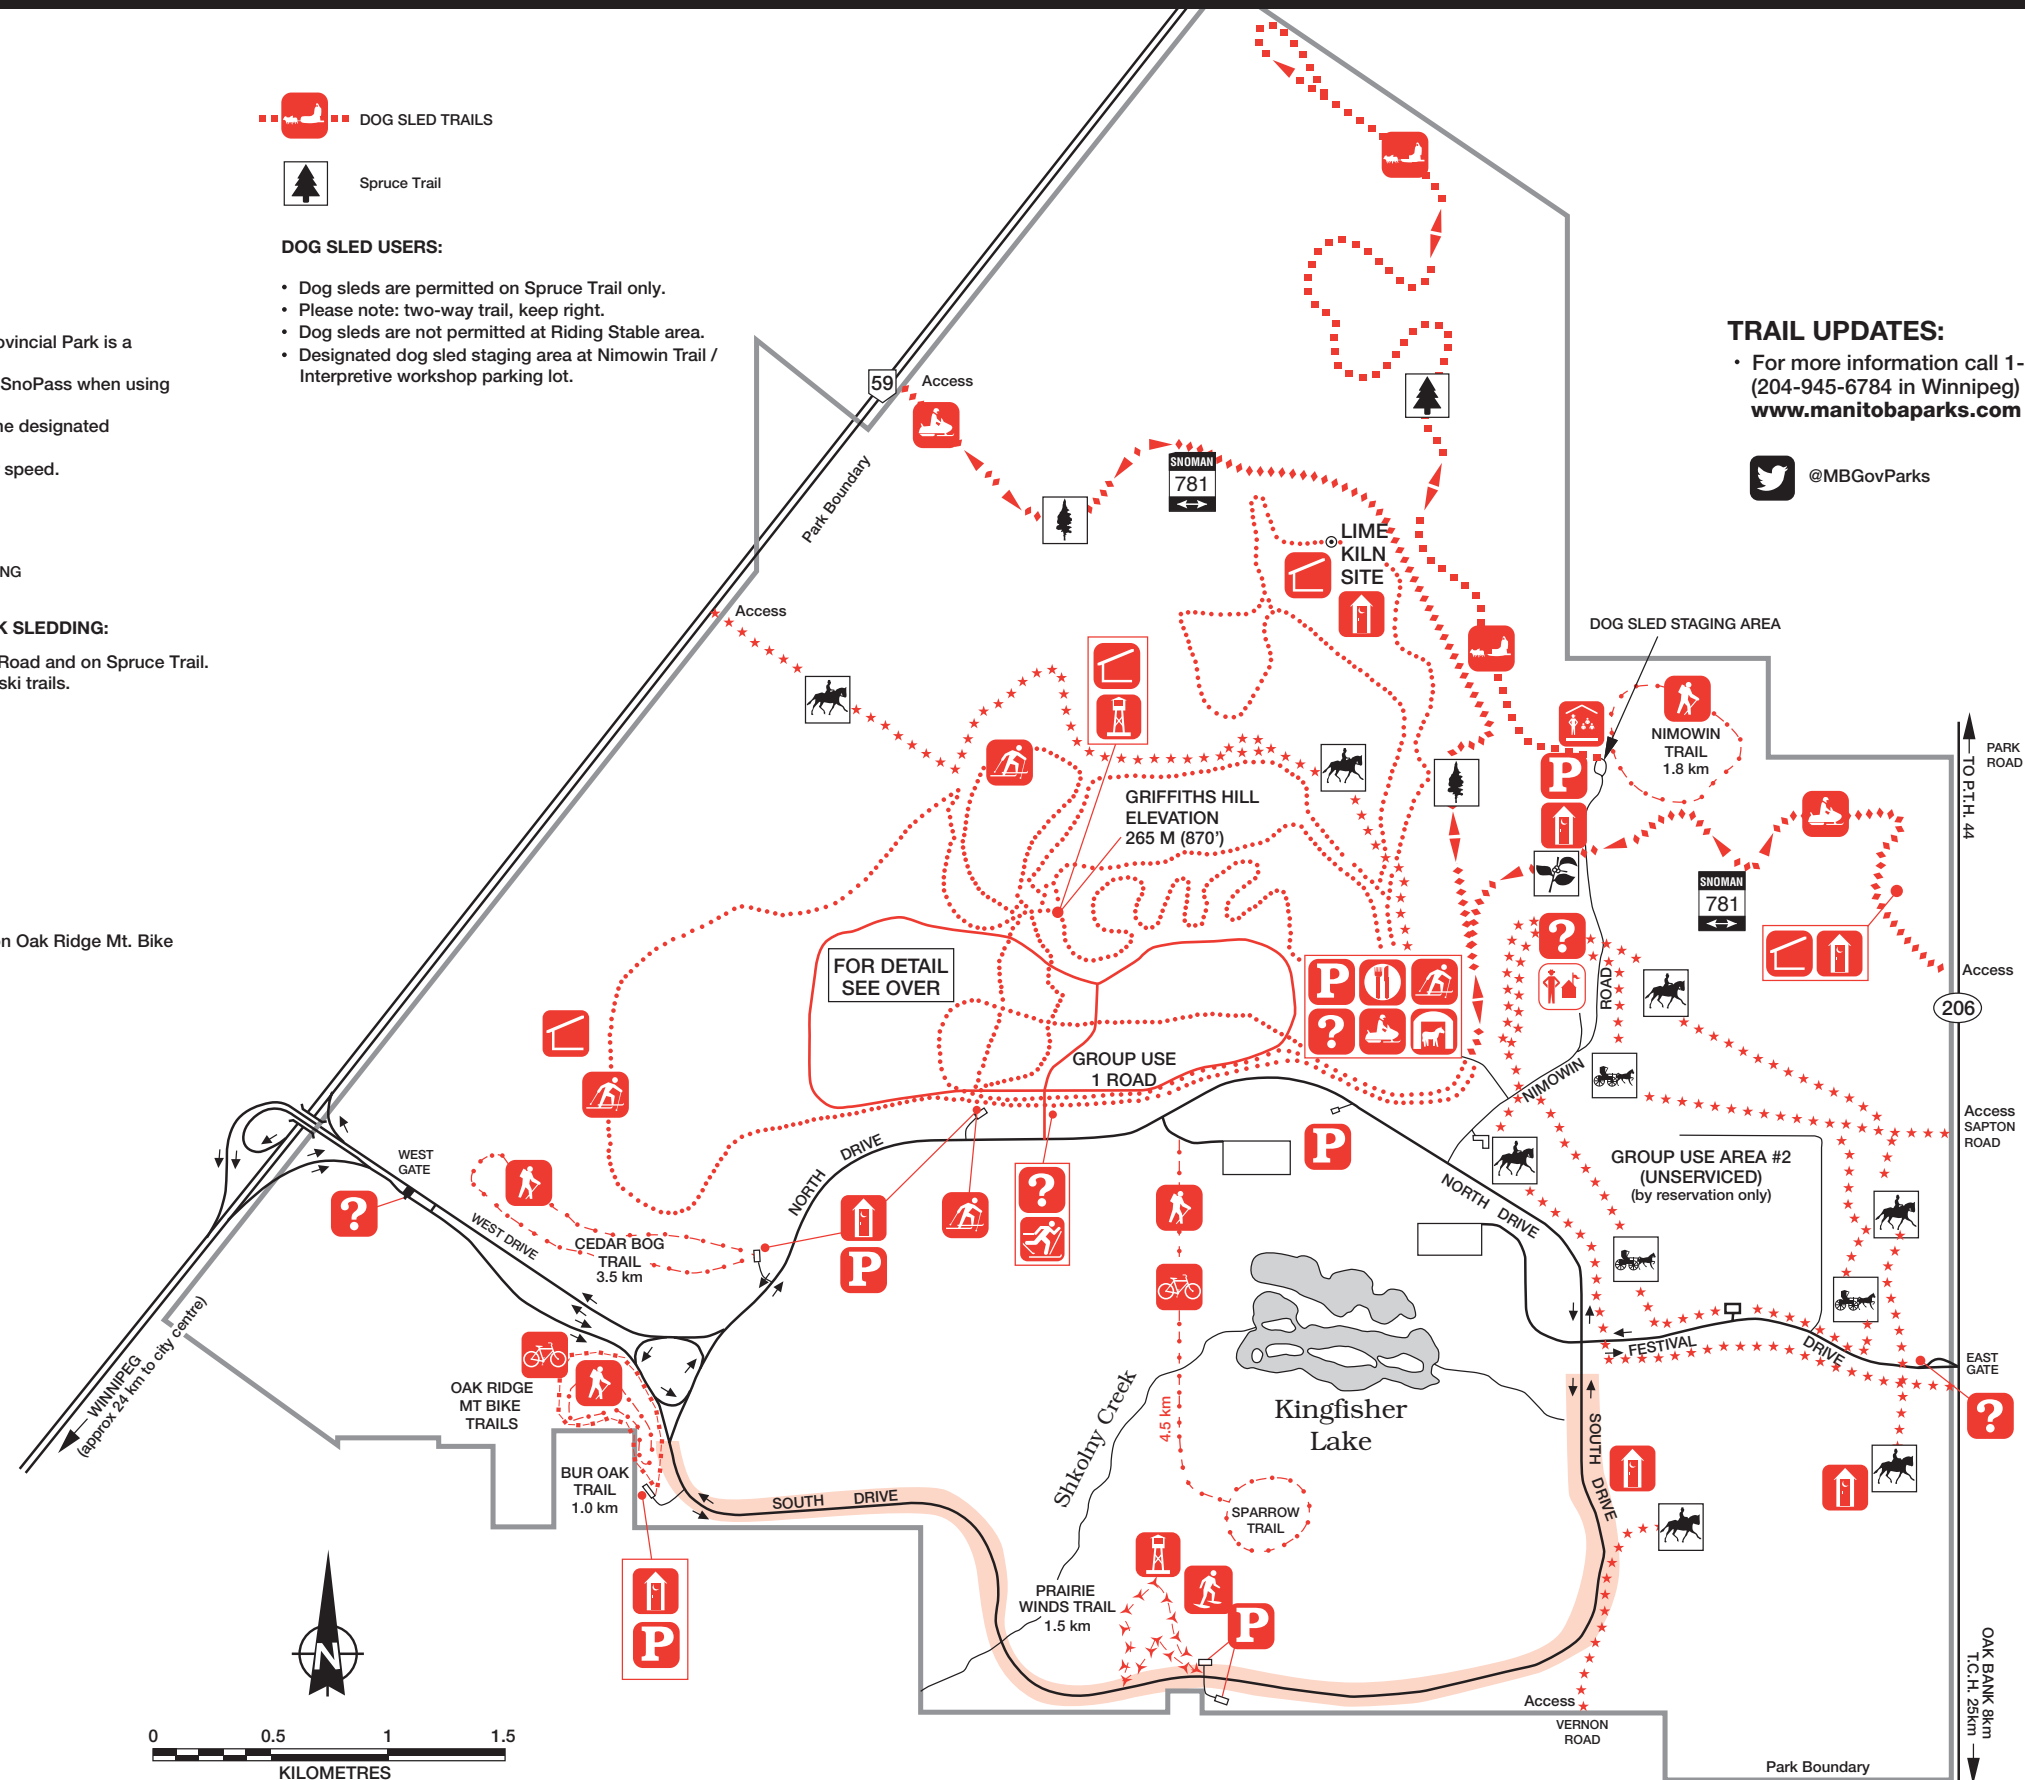 DOG SLED TRAILS
Spruce Trail
DOG SLED USERS:
• Dog sleds are permitted on Spruce Trail only.
• Please note: two-way trail, keep right.
• Dog sleds are not permitted at Riding Stable area.
• Designated dog sled staging area at Nimowin Trail /
Interpretive workshop parking lot.
ovincial Park is a
SnoPass when using
ne designated
speed.
NG
K SLEDDING:
Road and on Spruce Trail.
ski trails.
n Oak Ridge Mt. Bike
TRAIL UPDATES:
• For more information call 1-
(204-945-6784 in Winnipeg)
www.manitobaparks.com
@MBGovParks
59
Access
Park Boundary
SNOMAN
781
LIME
KILN
SITE
Access
DOG SLED STAGING AREA
NIMOWIN
TRAIL
1.8 km
P
PARK
ROAD
TO P.T.H. 44
GRIFFITHS HILL
ELEVATION
265 M (870')
SNOMAN
781
Access
206
FOR DETAIL
SEE OVER
P
?
?
ROAD
NIMOWIN
GROUP USE
1 ROAD
Access
SAPTON
ROAD
GROUP USE AREA #2
(UNSERVICED)
(by reservation only)
WEST
GATE
?
WEST DRIVE
CEDAR BOG
TRAIL
3.5 km
NORTH DRIVE
P
?
P
NORTH DRIVE
FESTIVAL DRIVE
EAST
GATE
?
WINNIPEG
(approx 24 km to city centre)
OAK RIDGE
MT BIKE
TRAILS
BUR OAK
TRAIL
1.0 km
P
SOUTH DRIVE
Shkolny Creek
4.5 km
Kingfisher
Lake
SOUTH DRIVE
SPARROW
TRAIL
PRAIRIE
WINDS TRAIL
1.5 km
P
Access
VERNON
ROAD
OAK BANK 8km
T.C.H. 25km
Park Boundary
N
0 0.5 1 1.5
KILOMETRES